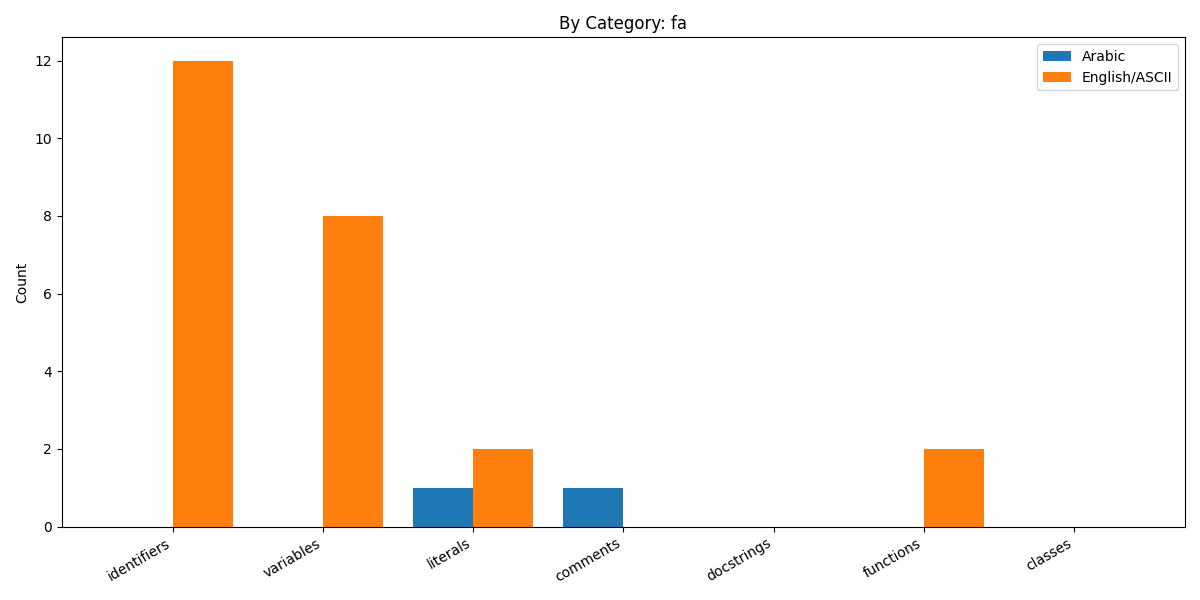 By Category: fa
Arabic
English/ASCII
Count
12
10
8
6
4
2
0
identifiers
variables
literals
comments
docstrings
functions
classes